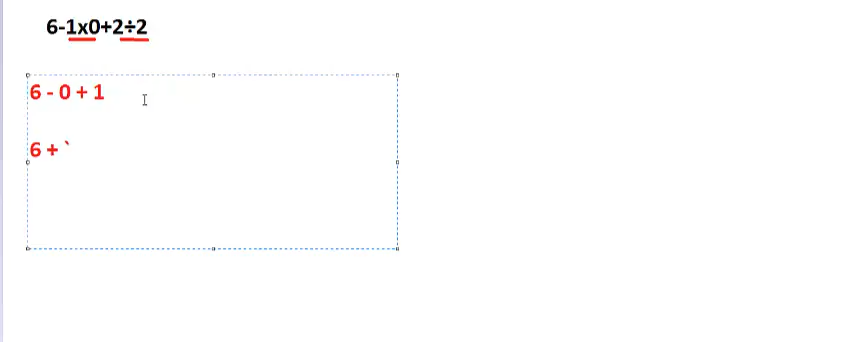 6-1x0+2÷2
6 - 0 + 1
6 + `